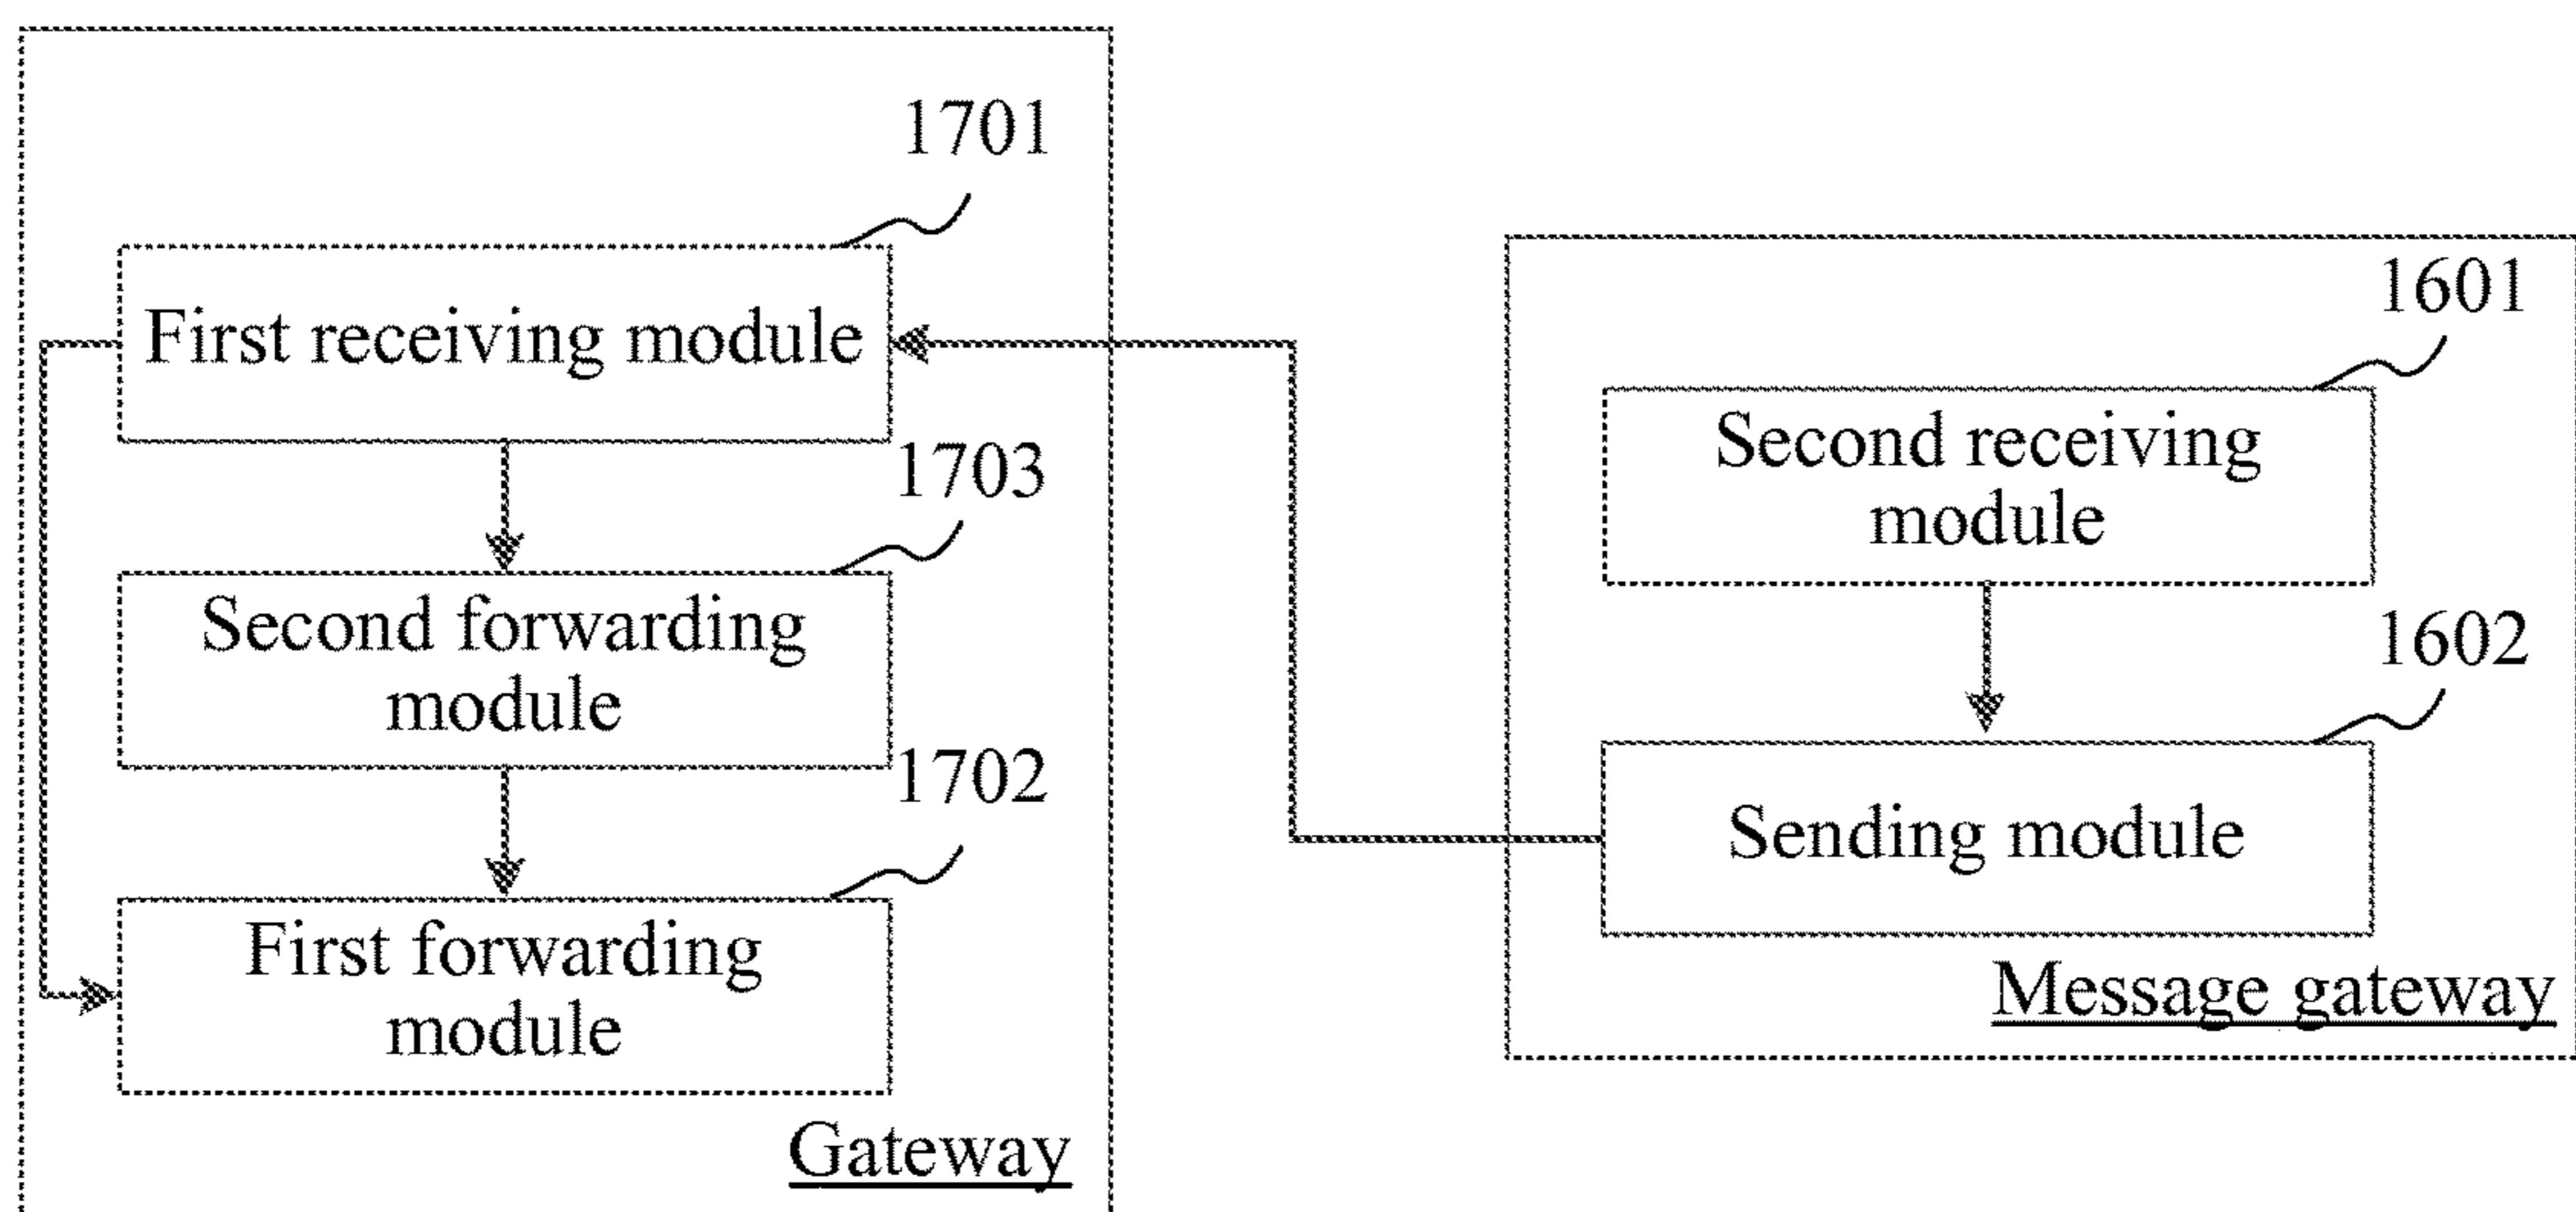 1701
First receiving module
1703
Second forwarding
module
1702
First forwarding
module
Gateway
1601
Second receiving
module
1602
Sending module
Message gateway